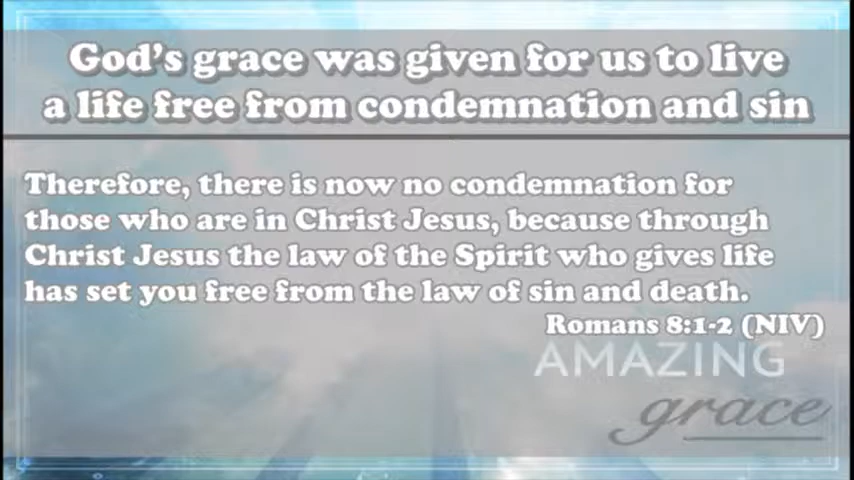 God's grace was given for us to live
a life free from condemnation and sin
Therefore, there is now no condemnation for
those who are in Christ Jesus, because through
Christ Jesus the law of the Spirit who gives life
has set you free from the law of sin and death.
Romans 8:1-2 (NIV)
AMAZING
grace